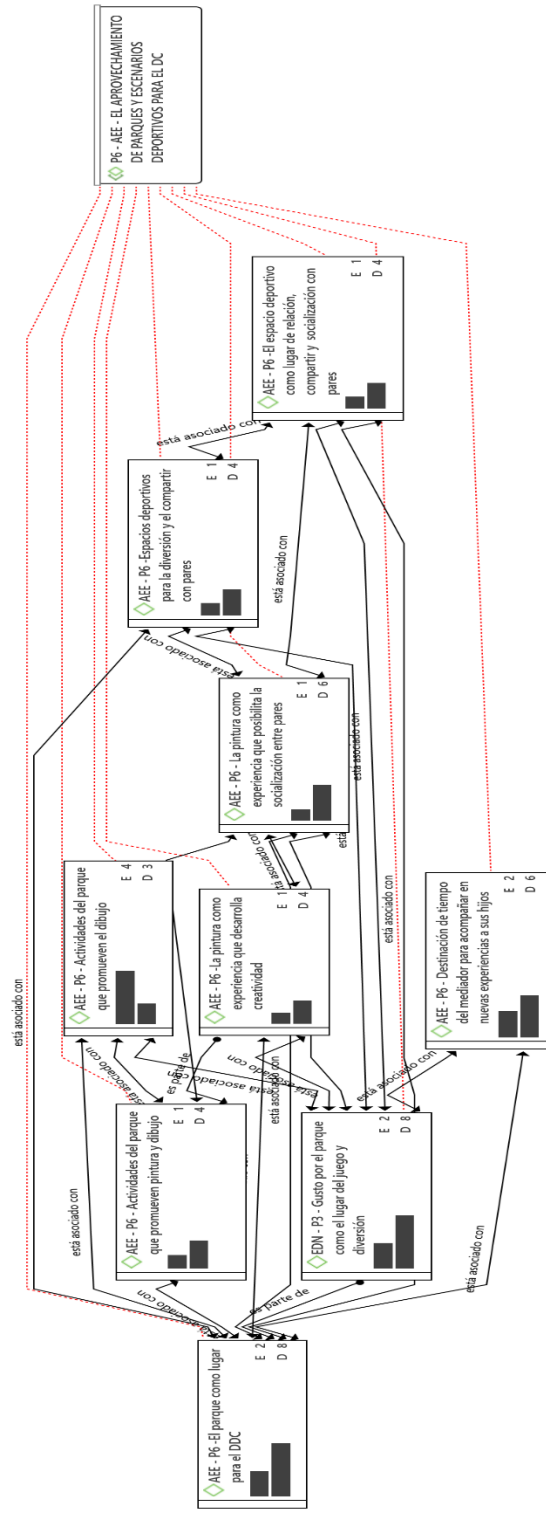 P6 - AEE - EL APROVECHAMIENTO
DE PARQUES Y ESCENARIOS
DEPORTIVOS PARA EL DC
AEE - P6 -El espacio deportivo
como lugar de relación,
compartir y socialización con
pares
E 1
D 4
AEE - P6 -Espacios deportivos
para la diversión y el compartir
con pares
E 1
D 4
AEE - P6 - La pintura como
experiencia que posibilita la
socialización entre pares
E 1
D 6
AEE - P6 - Actividades del parque
que promueven el dibujo
E 4
D 3
AEE - P6 -La pintura como
experiencia que desarrolla
creatividad
E 1
D 4
AEE - P6 - Destinación de tiempo
del mediador para acompañar en
nuevas experiencias a sus hijos
E 2
D 6
AEE - P6 - Actividades del parque
que promueven pintura y dibujo
E 1
D 4
EDN - P3 - Gusto por el parque
como el lugar del juego y
diversión
E 2
D 8
AEE - P6 -El parque como lugar
para el DDC
E 2
D 8
está asociado con
está asociado con
está asociado con
está asociado con
está asociado con
está asociado con
está asociado con
está asociado con
está asociado con
está asociado con
está asociado con
es parte de
es parte de